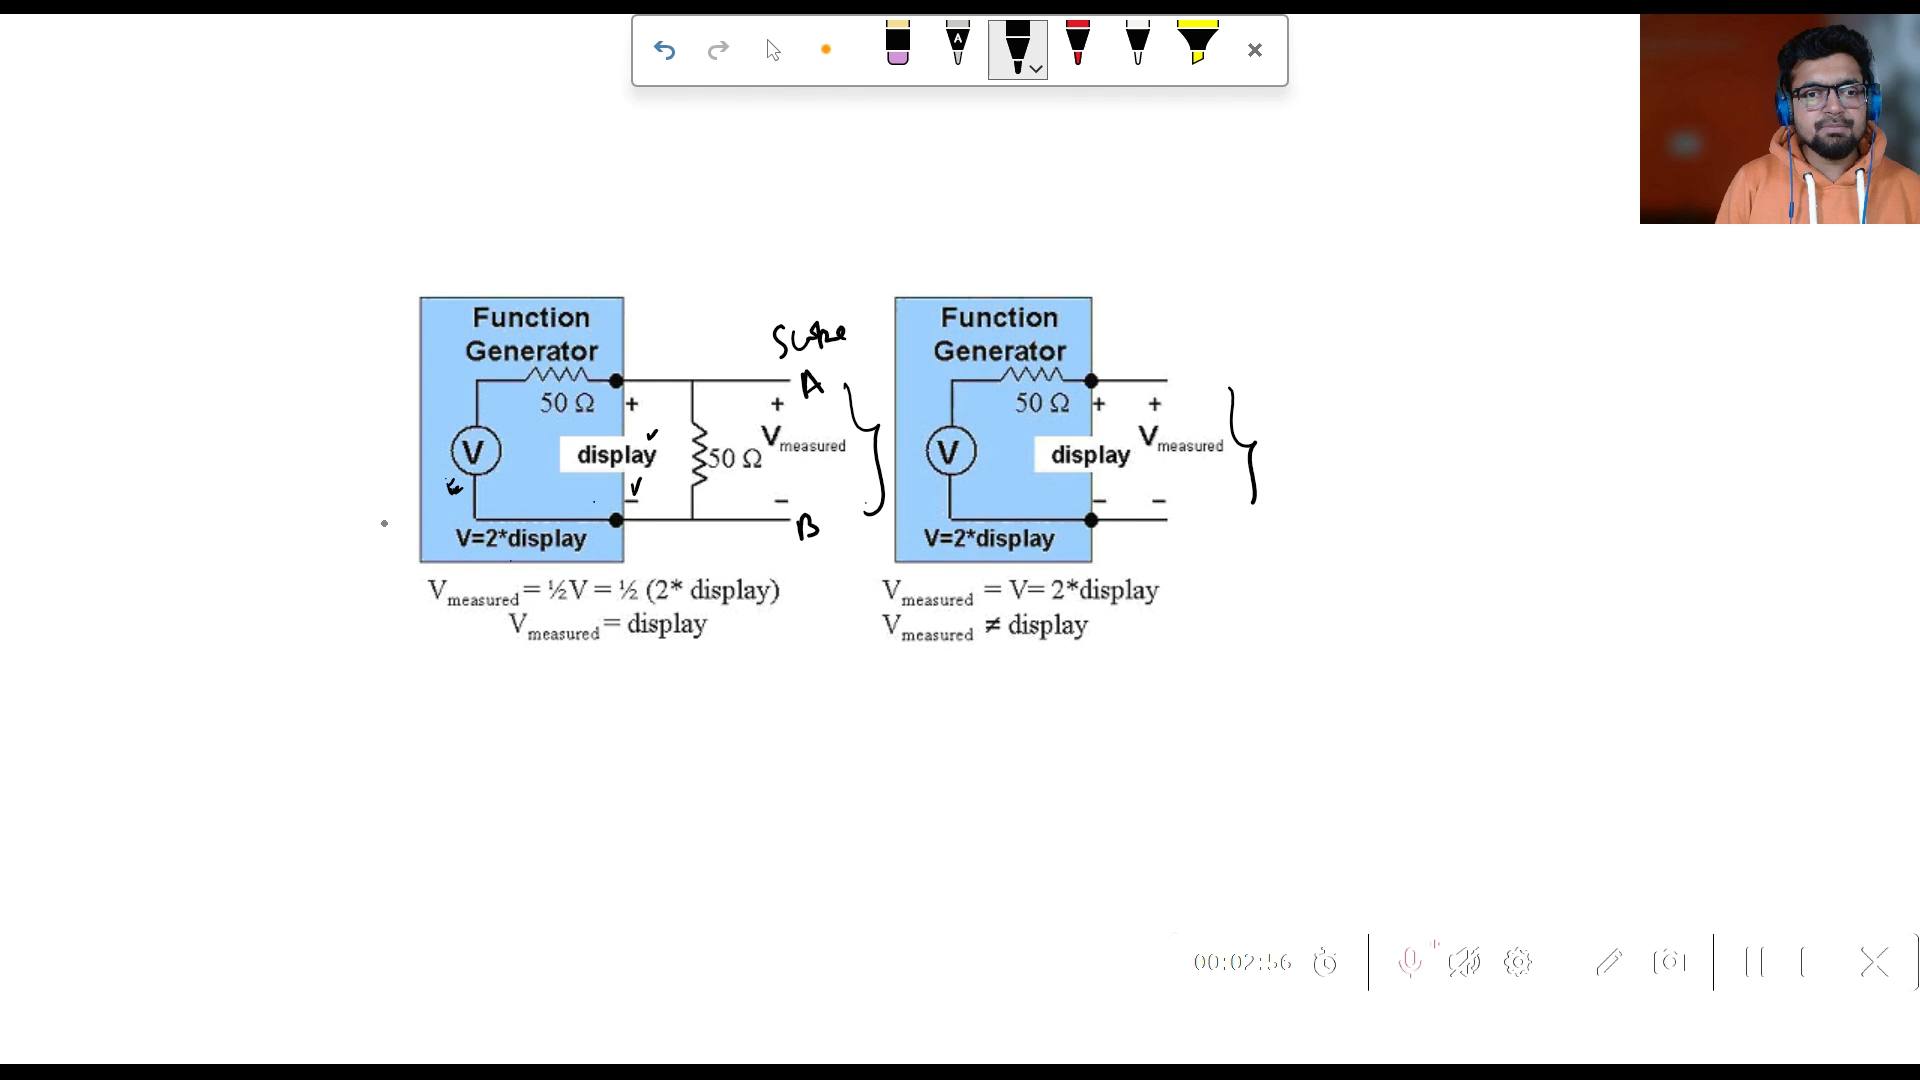 A
Function
Generator
50 Ω
+
V
display
−
V=2*display
50 Ω
Scope
A
+
Vmeasured
−
B
Vmeasured = ½V = ½ (2* display)
Vmeasured = display
Function
Generator
50 Ω
+
+
V
display
Vmeasured
−
−
V=2*display
Vmeasured = V= 2*display
Vmeasured ≠ display
00:02:56